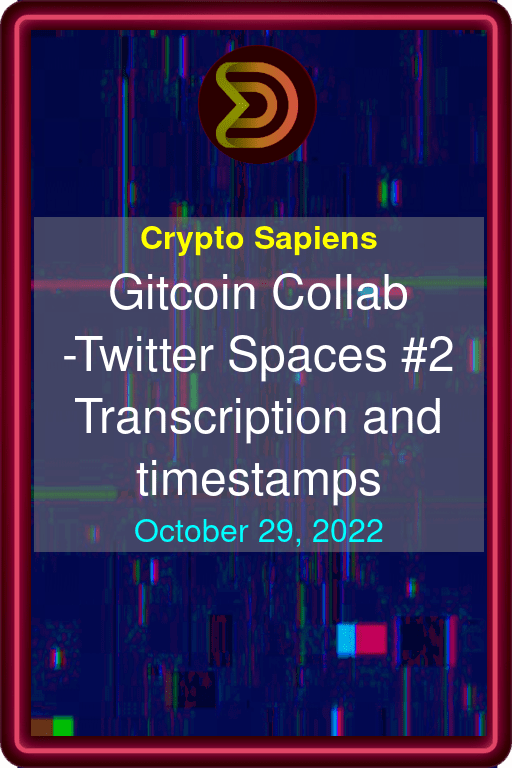 Crypto Sapiens
Gitcoin Collab
-Twitter Spaces #2
Transcription and
timestamps
October 29, 2022